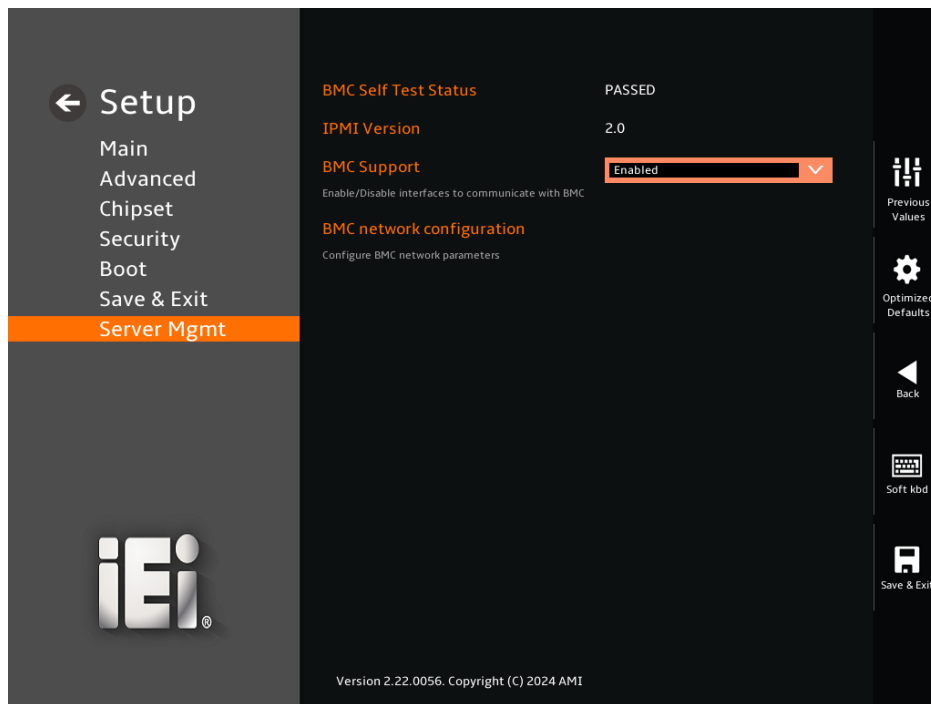 Setup
Main
Advanced
Chipset
Security
Boot
Save & Exit
Server Mgmt
iEi®
BMC Self Test Status PASSED
IPMI Version 2.0
BMC Support Enabled
Enable/Disable interfaces to communicate with BMC
BMC network configuration
Configure BMC network parameters
Previous
Values
Optimized
Defaults
Back
Soft kbd
Save & Exit
Version 2.22.0056. Copyright (C) 2024 AMI